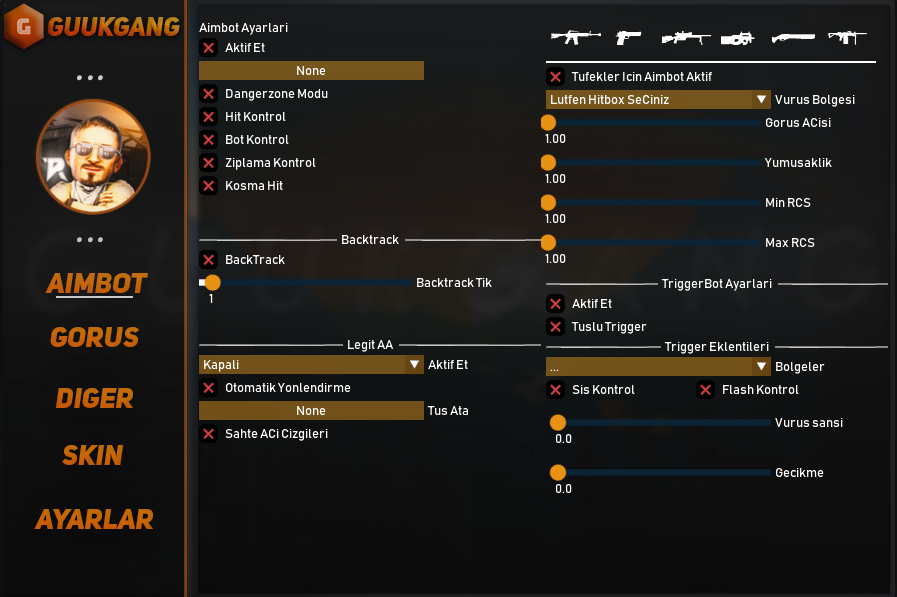 GUUKGANG
AIMBOT
GORUS
DIGER
SKIN
AYARLAR
Aimbot Ayarlari
Aktif Et
None
Dangerzone Modu
Hit Kontrol
Bot Kontrol
Ziplama Kontrol
Kosma Hit
Backtrack
BackTrack
Backtrack Tik
1
Legit AA
Kapali Aktif Et
Otomatik Yonlendirme
None Tus Ata
Sahte ACi Cizgileri
Tufekler Icin Aimbot Aktif
Lutfen Hitbox SeCiniz Vurus Bolgesi
Gorus ACisi
1.00
Yumusaklik
1.00
Min RCS
1.00
Max RCS
1.00
TriggerBot Ayarlari
Aktif Et
Tuslu Trigger
Trigger Eklentileri
... Bolgeler
Sis Kontrol Flash Kontrol
Vurus sansi
0.0
Gecikme
0.0